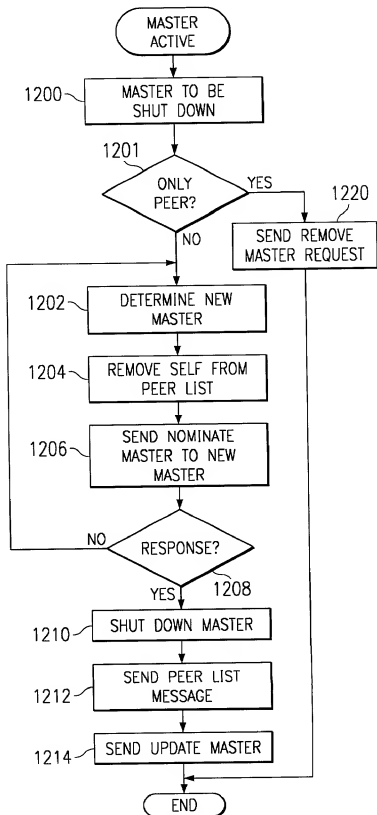 MASTER
ACTIVE
1200
MASTER TO BE
SHUT DOWN
1201
ONLY
PEER?
YES
NO
1220
SEND REMOVE
MASTER REQUEST
1202
DETERMINE NEW
MASTER
1204
REMOVE SELF FROM
PEER LIST
1206
SEND NOMINATE
MASTER TO NEW
MASTER
NO
RESPONSE?
1208
YES
1210
SHUT DOWN MASTER
1212
SEND PEER LIST
MESSAGE
1214
SEND UPDATE MASTER
END